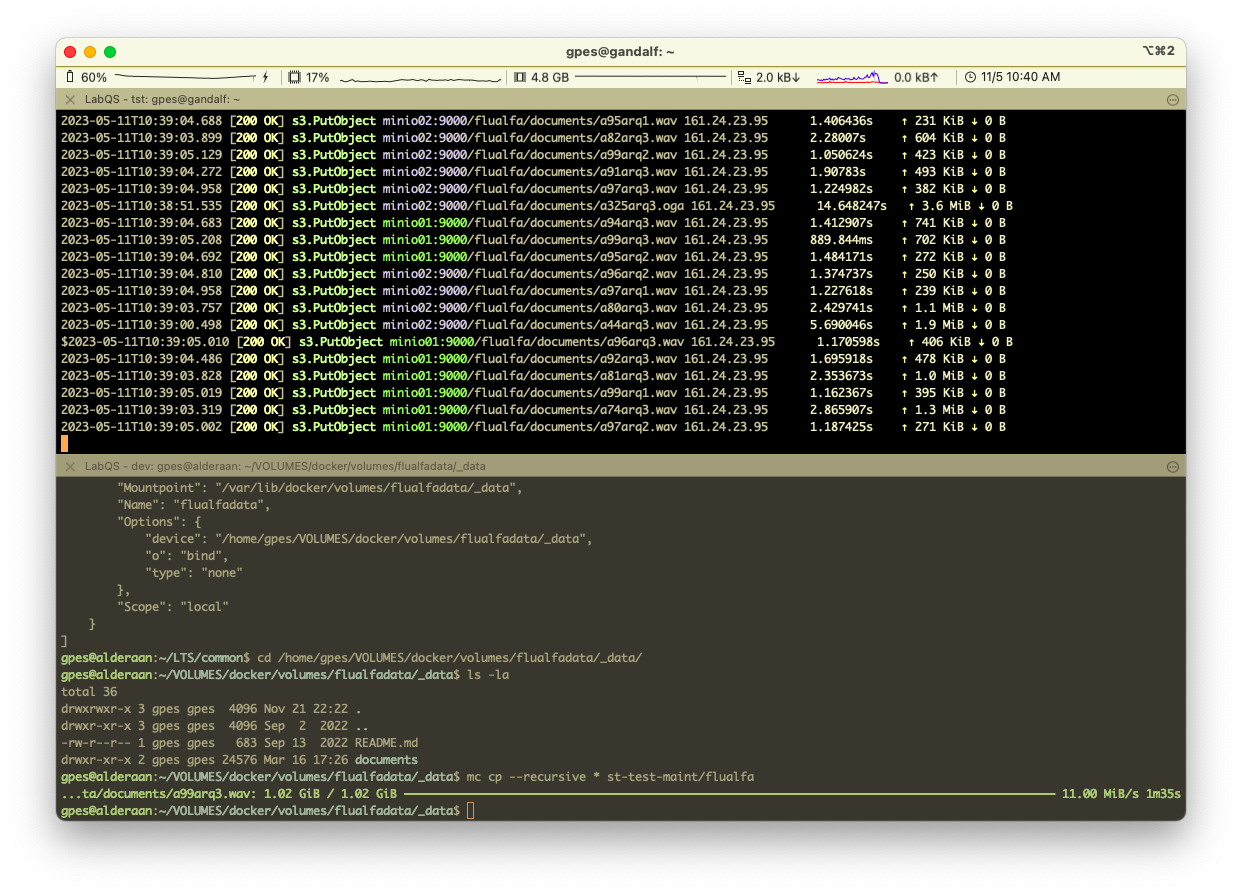 gpes@gandalf: ~
⌥⌘2
60% 17% 4.8 GB 2.0 kB↓ 0.0 kB↑ 11/5 10:40 AM
LabQS - tst: gpes@gandalf: ~
2023-05-11T10:39:04.688 [200 OK] s3.PutObject minio02:9000/flualfa/documents/a95arq1.wav 161.24.23.95 1.406436s ↑ 231 KiB ↓ 0 B
2023-05-11T10:39:03.899 [200 OK] s3.PutObject minio02:9000/flualfa/documents/a82arq3.wav 161.24.23.95 2.28007s ↑ 604 KiB ↓ 0 B
2023-05-11T10:39:05.129 [200 OK] s3.PutObject minio02:9000/flualfa/documents/a99arq2.wav 161.24.23.95 1.050624s ↑ 423 KiB ↓ 0 B
2023-05-11T10:39:04.272 [200 OK] s3.PutObject minio02:9000/flualfa/documents/a91arq3.wav 161.24.23.95 1.90783s ↑ 493 KiB ↓ 0 B
2023-05-11T10:39:04.958 [200 OK] s3.PutObject minio02:9000/flualfa/documents/a97arq3.wav 161.24.23.95 1.224982s ↑ 382 KiB ↓ 0 B
2023-05-11T10:38:51.535 [200 OK] s3.PutObject minio02:9000/flualfa/documents/a325arq3.oga 161.24.23.95 14.648247s ↑ 3.6 MiB ↓ 0 B
2023-05-11T10:39:04.683 [200 OK] s3.PutObject minio01:9000/flualfa/documents/a94arq3.wav 161.24.23.95 1.412907s ↑ 741 KiB ↓ 0 B
2023-05-11T10:39:05.208 [200 OK] s3.PutObject minio01:9000/flualfa/documents/a99arq3.wav 161.24.23.95 889.844ms ↑ 702 KiB ↓ 0 B
2023-05-11T10:39:04.692 [200 OK] s3.PutObject minio01:9000/flualfa/documents/a95arq2.wav 161.24.23.95 1.484171s ↑ 272 KiB ↓ 0 B
2023-05-11T10:39:04.810 [200 OK] s3.PutObject minio02:9000/flualfa/documents/a96arq2.wav 161.24.23.95 1.374737s ↑ 250 KiB ↓ 0 B
2023-05-11T10:39:04.958 [200 OK] s3.PutObject minio02:9000/flualfa/documents/a97arq1.wav 161.24.23.95 1.227618s ↑ 239 KiB ↓ 0 B
2023-05-11T10:39:03.757 [200 OK] s3.PutObject minio02:9000/flualfa/documents/a80arq3.wav 161.24.23.95 2.429741s ↑ 1.1 MiB ↓ 0 B
2023-05-11T10:39:00.498 [200 OK] s3.PutObject minio02:9000/flualfa/documents/a44arq3.wav 161.24.23.95 5.690046s ↑ 1.9 MiB ↓ 0 B
$2023-05-11T10:39:05.010 [200 OK] s3.PutObject minio01:9000/flualfa/documents/a96arq3.wav 161.24.23.95 1.170598s ↑ 406 KiB ↓ 0 B
2023-05-11T10:39:04.486 [200 OK] s3.PutObject minio01:9000/flualfa/documents/a92arq3.wav 161.24.23.95 1.695918s ↑ 478 KiB ↓ 0 B
2023-05-11T10:39:03.828 [200 OK] s3.PutObject minio01:9000/flualfa/documents/a81arq3.wav 161.24.23.95 2.353673s ↑ 1.0 MiB ↓ 0 B
2023-05-11T10:39:05.019 [200 OK] s3.PutObject minio01:9000/flualfa/documents/a99arq1.wav 161.24.23.95 1.162367s ↑ 395 KiB ↓ 0 B
2023-05-11T10:39:03.319 [200 OK] s3.PutObject minio01:9000/flualfa/documents/a74arq3.wav 161.24.23.95 2.865907s ↑ 1.3 MiB ↓ 0 B
2023-05-11T10:39:05.002 [200 OK] s3.PutObject minio01:9000/flualfa/documents/a97arq2.wav 161.24.23.95 1.187425s ↑ 271 KiB ↓ 0 B
LabQS - dev: gpes@alderaan: ~/VOLUMES/docker/volumes/flualfadata/_data
"Mountpoint": "/var/lib/docker/volumes/flualfadata/_data",
"Name": "flualfadata",
"Options": {
"device": "/home/gpes/VOLUMES/docker/volumes/flualfadata/_data",
"o": "bind",
"type": "none"
},
"Scope": "local"
}
]
gpes@alderaan:~/LTS/common$ cd /home/gpes/VOLUMES/docker/volumes/flualfadata/_data/
gpes@alderaan:~/VOLUMES/docker/volumes/flualfadata/_data$ ls -la
total 36
drwxrwxr-x 3 gpes gpes 4096 Nov 21 22:22 .
drwxr-xr-x 3 gpes gpes 4096 Sep 2 2022 ..
-rw-r--r-- 1 gpes gpes 683 Sep 13 2022 README.md
drwxr-xr-x 2 gpes gpes 24576 Mar 16 17:26 documents
gpes@alderaan:~/VOLUMES/docker/volumes/flualfadata/_data$ mc cp --recursive * st-test-maint/flualfa
...ta/documents/a99arq3.wav: 1.02 GiB / 1.02 GiB 11.00 MiB/s 1m35s
gpes@alderaan:~/VOLUMES/docker/volumes/flualfadata/_data$